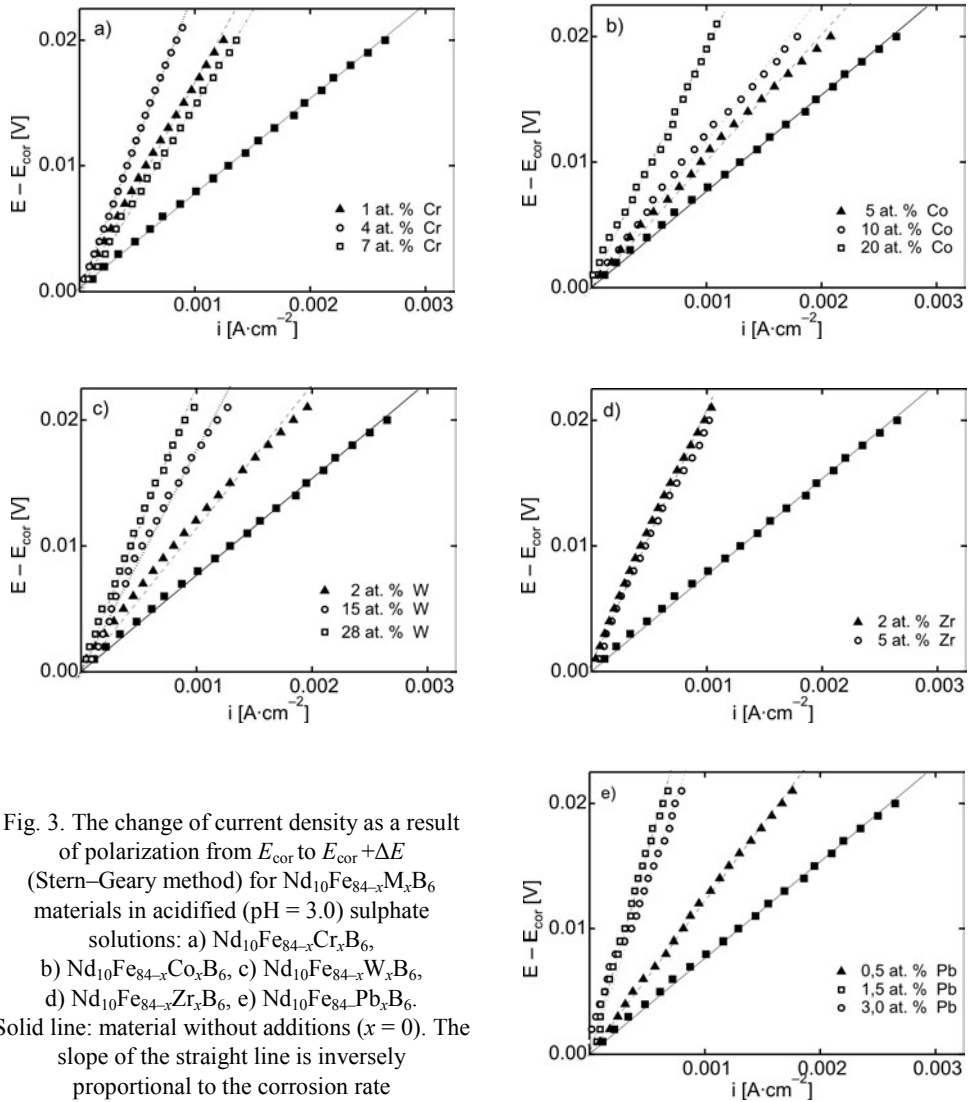 a)
E − Ecor [V]
0.02
0.01
0.00
1 at. % Cr
4 at. % Cr
7 at. % Cr
0.001
0.002
0.003
i [A·cm−2]
b)
E − Ecor [V]
0.02
0.01
0.00
5 at. % Co
10 at. % Co
20 at. % Co
0.001
0.002
0.003
i [A·cm−2]
c)
E − Ecor [V]
0.02
0.01
0.00
2 at. % W
15 at. % W
28 at. % W
0.001
0.002
0.003
i [A·cm−2]
d)
E − Ecor [V]
0.02
0.01
0.00
2 at. % Zr
5 at. % Zr
0.001
0.002
0.003
i [A·cm−2]
e)
E − Ecor [V]
0.02
0.01
0.00
0,5 at. % Pb
1,5 at. % Pb
3,0 at. % Pb
0.001
0.002
0.003
i [A·cm−2]
Fig. 3. The change of current density as a result
of polarization from Ecor to Ecor +ΔE
(Stern–Geary method) for Nd10Fe84–xMxB6
materials in acidified (pH = 3.0) sulphate
solutions: a) Nd10Fe84–xCrxB6,
b) Nd10Fe84–xCoxB6, c) Nd10Fe84–xWxB6,
d) Nd10Fe84–xZrxB6, e) Nd10Fe84–PbxB6.
Solid line: material without additions (x = 0). The
slope of the straight line is inversely
proportional to the corrosion rate